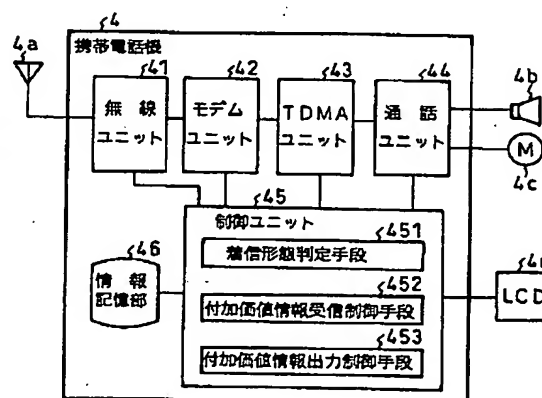 4
4a
携帯電話機
41
42
43
44
4b
無線
ユニット
モデム
ユニット
TDMA
ユニット
通話
ユニット
M
4c
45
制御ユニット
451
着信形態判定手段
46
情報
記憶部
452
付加価値情報受信制御手段
453
付加価値情報出力制御手段
LCD